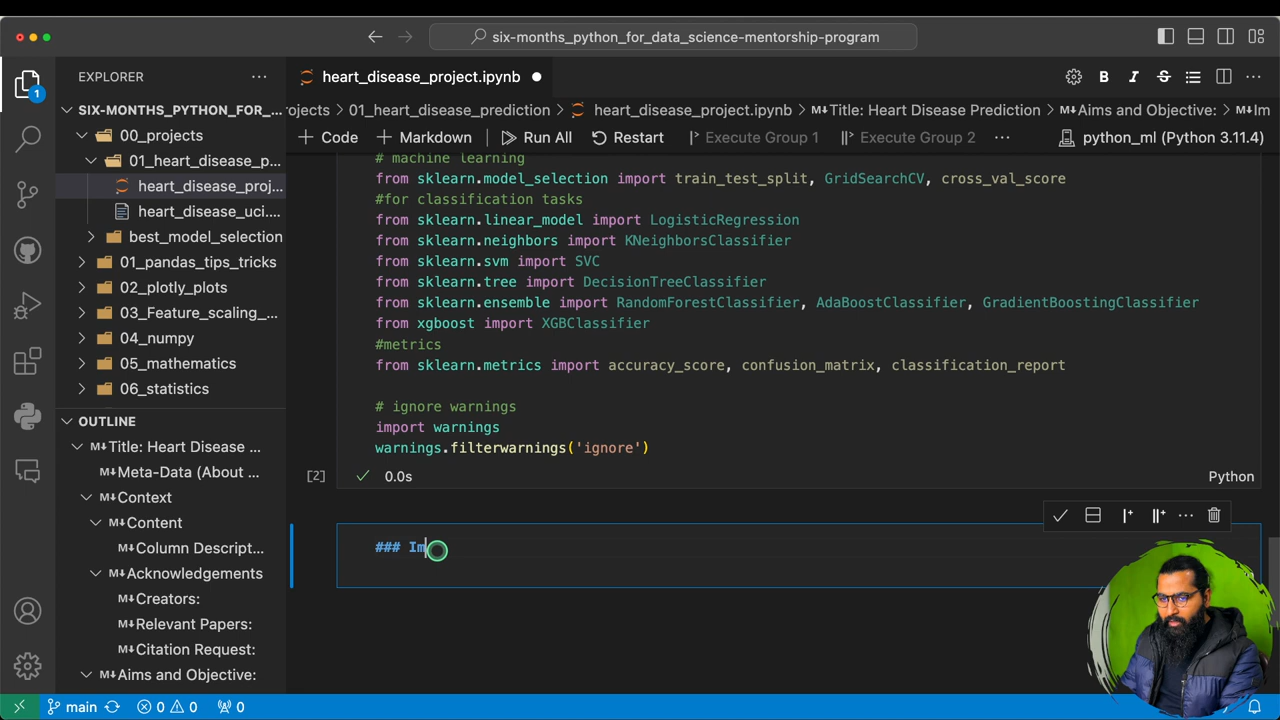 six-months_python_for_data_science-mentorship-program
EXPLORER
heart_disease_project.ipynb
1
SIX-MONTHS_PYTHON_FOR_...
00_projects
01_heart_disease_p...
heart_disease_proj...
heart_disease_uci....
best_model_selection
01_pandas_tips_tricks
02_plotly_plots
03_Feature_scaling_...
04_numpy
05_mathematics
06_statistics
OUTLINE
Title: Heart Disease ...
Meta-Data (About ...
Context
Content
Column Descript...
Acknowledgements
Creators:
Relevant Papers:
Citation Request:
Aims and Objective:
rojects > 01_heart_disease_prediction > heart_disease_project.ipynb > Title: Heart Disease Prediction > Aims and Objective: > Im
+ Code + Markdown Run All Restart Execute Group 1 Execute Group 2 ... python_ml (Python 3.11.4)
# machine learning
from sklearn.model_selection import train_test_split, GridSearchCV, cross_val_score
#for classification tasks
from sklearn.linear_model import LogisticRegression
from sklearn.neighbors import KNeighborsClassifier
from sklearn.svm import SVC
from sklearn.tree import DecisionTreeClassifier
from sklearn.ensemble import RandomForestClassifier, AdaBoostClassifier, GradientBoostingClassifier
from xgboost import XGBClassifier
#metrics
from sklearn.metrics import accuracy_score, confusion_matrix, classification_report
# ignore warnings
import warnings
warnings.filterwarnings('ignore')
[2] 0.0s Python
### Im
main 0 0 0